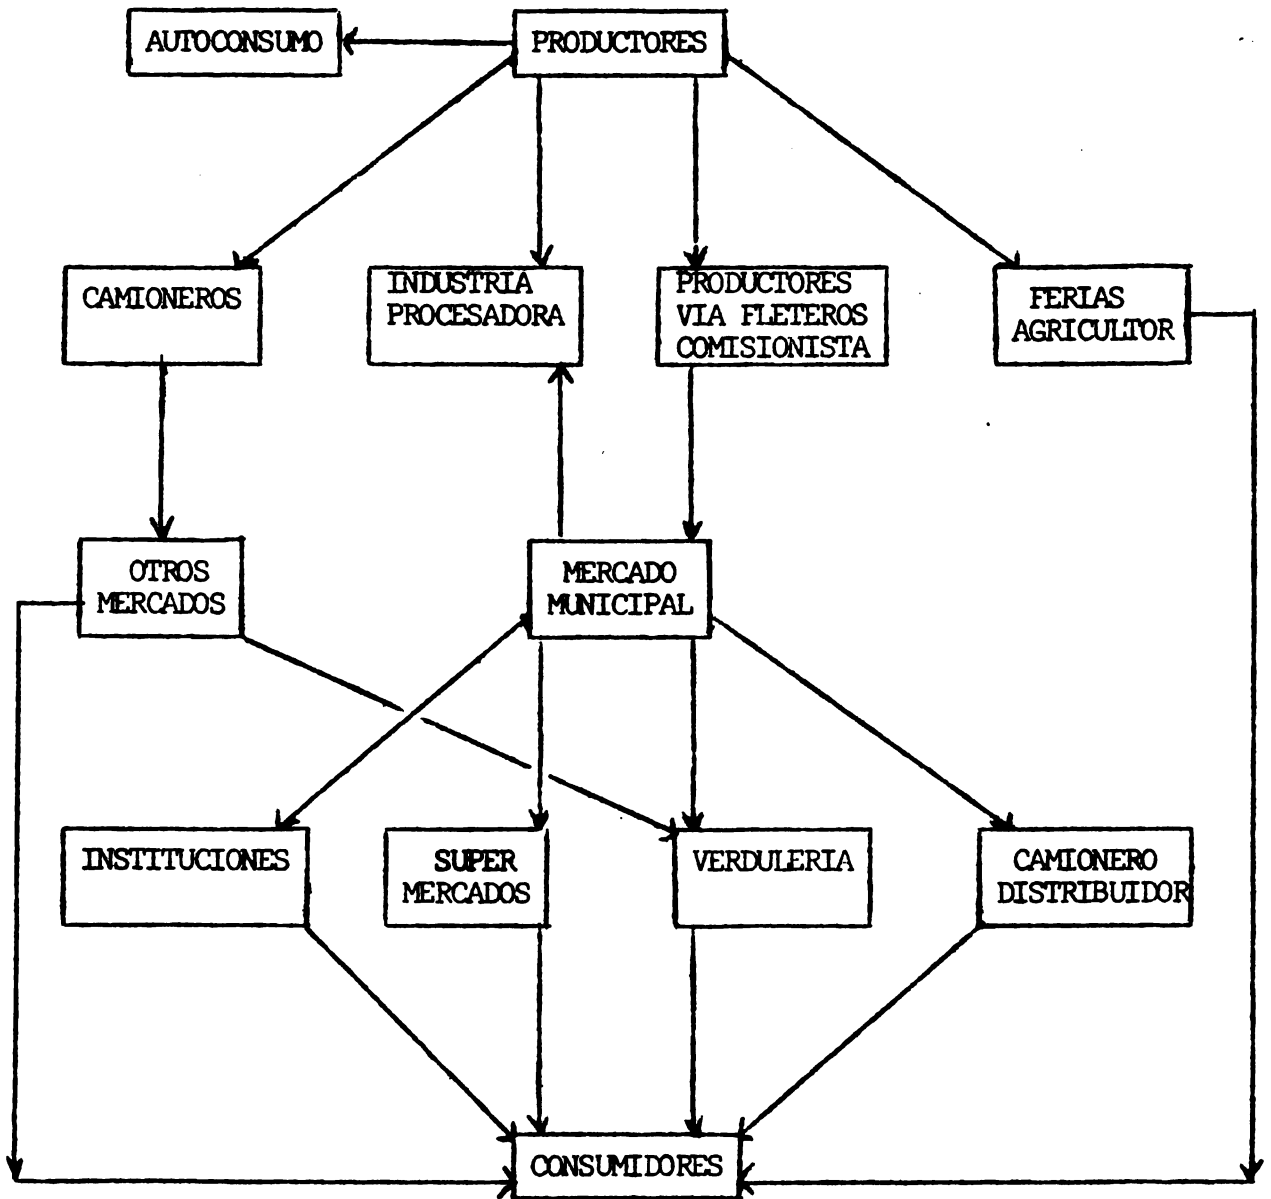 AUTOCONSUMO
PRODUCTORES
CAMIONEROS
INDUSTRIA
PROCESADORA
PRODUCTORES
VIA FLETEROS
COMISIONISTA
FERIAS
AGRICULTOR
OTROS
MERCADOS
MERCADO
MUNICIPAL
INSTITUCIONES
SUPER
MERCADOS
VERDULERIA
CAMIONERO
DISTRIBUIDOR
CONSUMIDORES